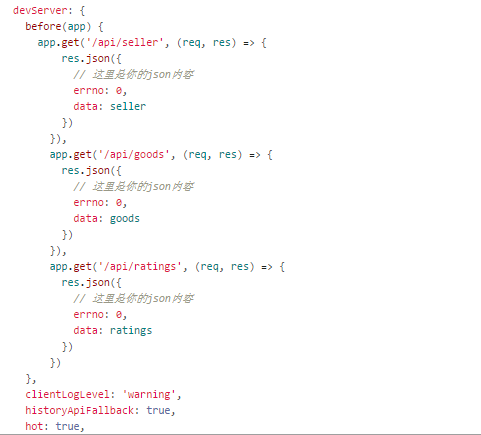 devServer: {
before(app) {
app.get('/api/seller', (req, res) => {
res.json({
// 这里是你的json内容
errno: 0,
data: seller
})
}),
app.get('/api/goods', (req, res) => {
res.json({
// 这里是你的json内容
errno: 0,
data: goods
})
}),
app.get('/api/ratings', (req, res) => {
res.json({
// 这里是你的json内容
errno: 0,
data: ratings
})
})
},
clientLogLevel: 'warning',
historyApiFallback: true,
hot: true,